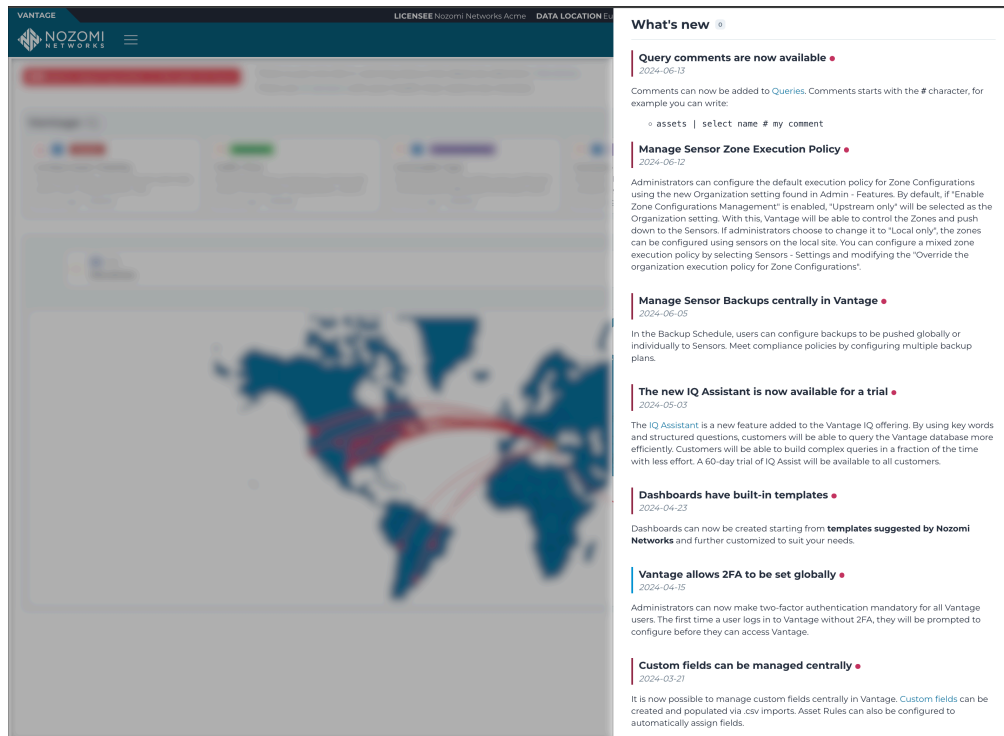 VANTAGE
LICENSEE Nozomi Networks Acme DATA LOCATION Eu
NOZOMI
NETWORKS
What's new 0
Query comments are now available
2024-06-13
Comments can now be added to Queries. Comments starts with the # character, for
example you can write:
assets | select name # my comment
Manage Sensor Zone Execution Policy
2024-06-12
Administrators can configure the default execution policy for Zone Configurations
using the new Organization setting found in Admin - Features. By default, if "Enable
Zone Configurations Management" is enabled, "Upstream only" will be selected as the
Organization setting. With this, Vantage will be able to control the Zones and push
down to the Sensors. If administrators choose to change it to "Local only", the zones
can be configured using sensors on the local site. You can configure a mixed zone
execution policy by selecting Sensors - Settings and modifying the "Override the
organization execution policy for Zone Configurations".
Manage Sensor Backups centrally in Vantage
2024-06-05
In the Backup Schedule, users can configure backups to be pushed globally or
individually to Sensors. Meet compliance policies by configuring multiple backup
plans.
The new IQ Assistant is now available for a trial
2024-05-03
The IQ Assistant is a new feature added to the Vantage IQ offering. By using key words
and structured questions, customers will be able to query the Vantage database more
efficiently. Customers will be able to build complex queries in a fraction of the time
with less effort. A 60-day trial of IQ Assist will be available to all customers.
Dashboards have built-in templates
2024-04-23
Dashboards can now be created starting from templates suggested by Nozomi
Networks and further customized to suit your needs.
Vantage allows 2FA to be set globally
2024-04-15
Administrators can now make two-factor authentication mandatory for all Vantage
users. The first time a user logs in to Vantage without 2FA, they will be prompted to
configure before they can access Vantage.
Custom fields can be managed centrally
2024-03-21
It is now possible to manage custom fields centrally in Vantage. Custom fields can be
created and populated via .csv imports. Asset Rules can also be configured to
automatically assign fields.